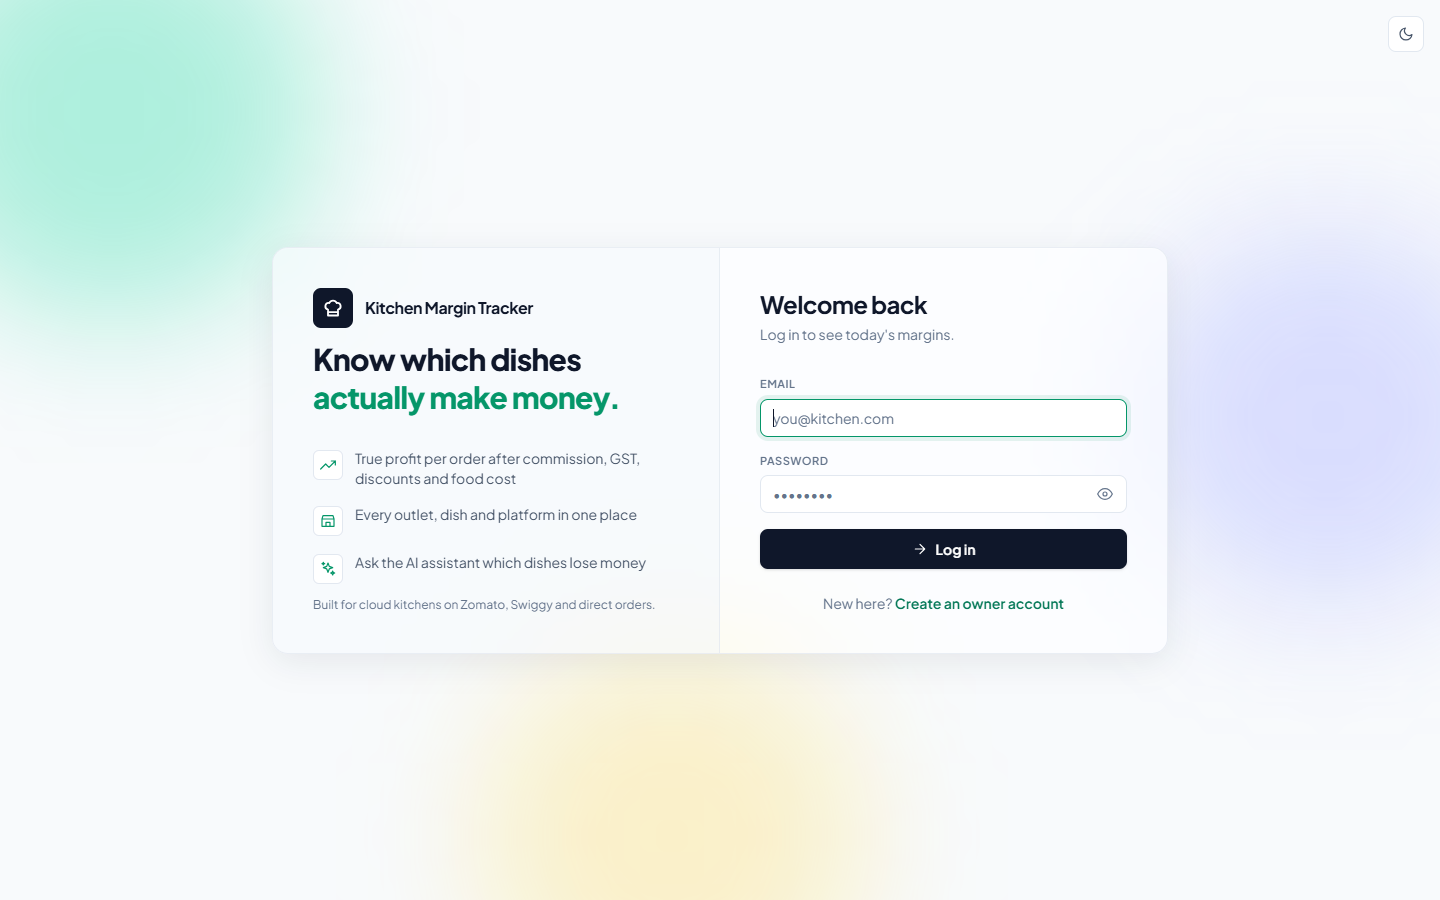 Kitchen Margin Tracker
Know which dishes
actually make money.
True profit per order after commission, GST,
discounts and food cost
Every outlet, dish and platform in one place
Ask the AI assistant which dishes lose money
Built for cloud kitchens on Zomato, Swiggy and direct orders.
Welcome back
Log in to see today's margins.
EMAIL
you@kitchen.com
PASSWORD
••••••••
Log in
New here? Create an owner account